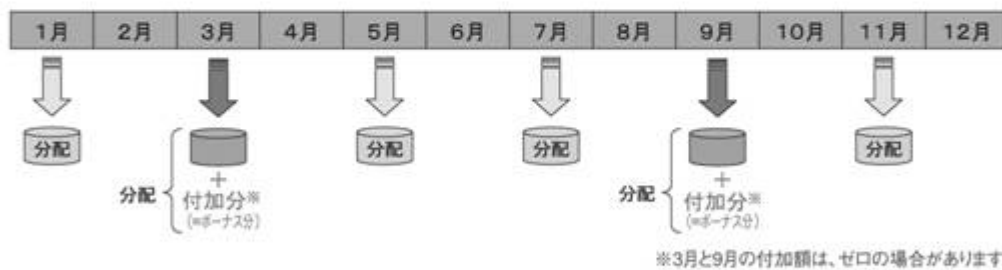 1月 2月 3月 4月 5月 6月 7月 8月 9月 10月 11月 12月
分配 分配 分配 分配
分配 + 付加分※ (=ボーナス分)
分配 + 付加分※ (=ボーナス分)
※3月と9月の付加額は、ゼロの場合があります